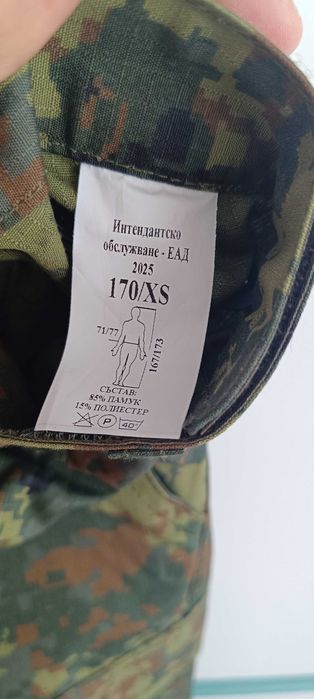 Интендантско
обслужване - ЕАД
2025
170/XS
71/77
167/173
СЪСТАВ:
85% ПАМУК
15% ПОЛИЕСТЕР
P
40°